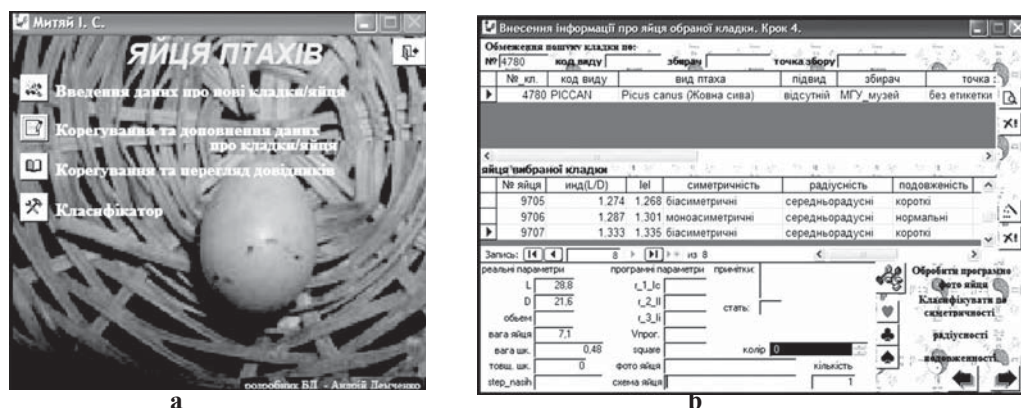 Митяй І. С.
ЯЙЦЯ ПТАХІВ
Введення даних про нові кладки/яйця
Корегування та доповнення даних
про кладки/яйця
Корегування та перегляд довідників
Класифікатор
розробник БД - Андрій Демченко
a
Внесення інформації про яйця обраної кладки. Крок 4.
Обмеження пошуку кладки по:
№ 4780 код виду збирач точка збору
№_кл. код виду вид птаха підвид збирач точка
4780 PICCAN Picus canus (Жовна сива) відсутній МГУ_музей без етикетки
яйця вибраної кладки
№ яйця инд(L/D) Iel симетричність радіусність подовженість
9705 1.274 1.268 біасиметричні середньорадусні короткі
9706 1.287 1.301 моноасиметричні середньорадусні нормальні
9707 1.333 1.335 біасиметричні середньорадусні короткі
Запись: 8 из 8
реальні параметри програмні параметри примітки:
L 28,8 r_1_lc
D 21,6 r_2_ll стать:
обьем r_3_li
вага яйця 7,1 Vпрог.
вага шк. 0,48 square колір 0
товщ. шк. 0 фото яйця кількість
step_nasih схема яйця 1
Обробити програмно
фото яйця
Класифікувати по
симетричності
радіусності
подовженності
b